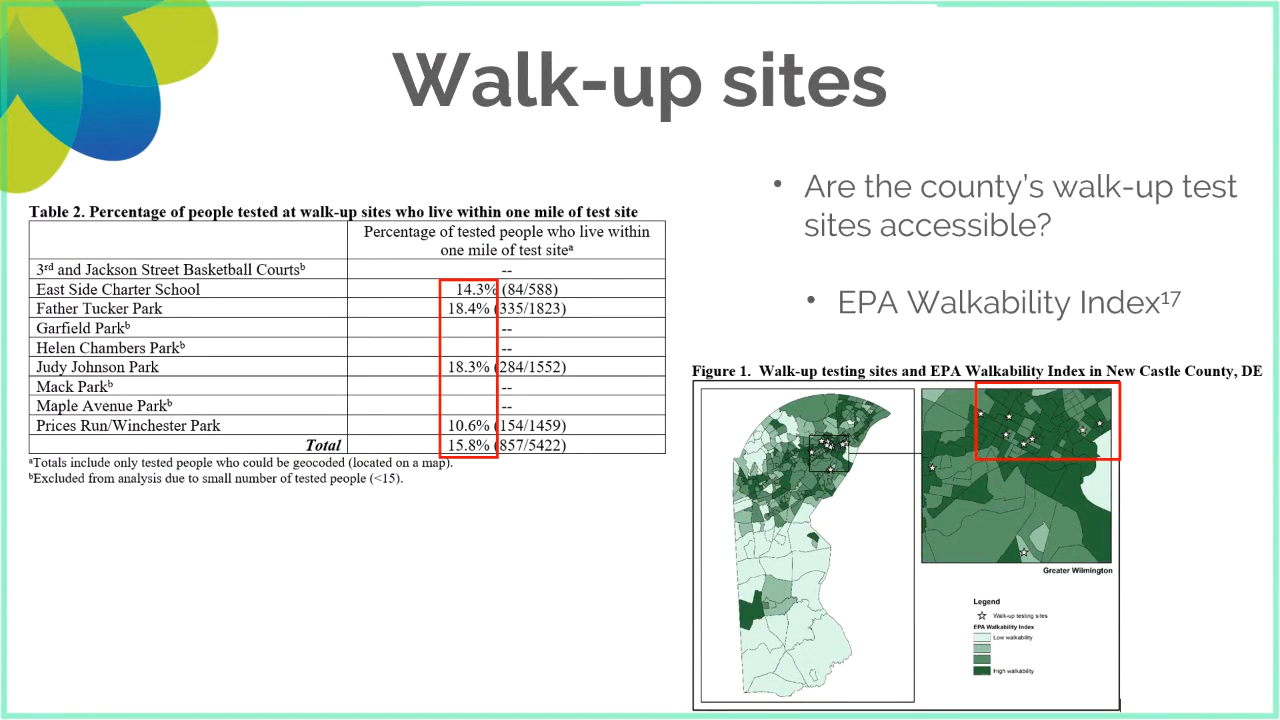 Walk-up sites
Table 2. Percentage of people tested at walk-up sites who live within one mile of test site
Percentage of tested people who live within
one mile of test siteᵃ
3ʳᵈ and Jackson Street Basketball Courtsᵇ --
East Side Charter School 14.3% (84/588)
Father Tucker Park 18.4% (335/1823)
Garfield Parkᵇ --
Helen Chambers Parkᵇ --
Judy Johnson Park 18.3% (284/1552)
Mack Parkᵇ --
Maple Avenue Parkᵇ --
Prices Run/Winchester Park 10.6% (154/1459)
Total 15.8% (857/5422)
ᵃTotals include only tested people who could be geocoded (located on a map).
ᵇExcluded from analysis due to small number of tested people (<15).
• Are the county’s walk-up test
sites accessible?
• EPA Walkability Index¹⁷
Figure 1. Walk-up testing sites and EPA Walkability Index in New Castle County, DE
Greater Wilmington
Legend
Walk-up testing sites
EPA Walkability Index
Low walkability
High walkability